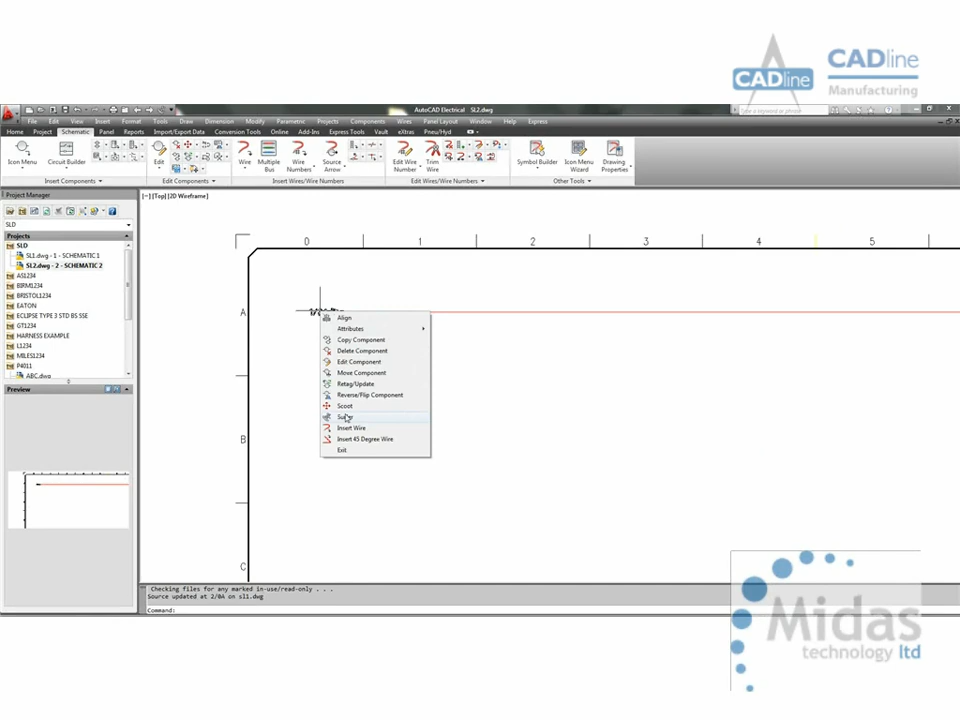 CADline
CADline
Manufacturing
AutoCAD Electrical SL2.dwg
Type a keyword or phrase
File Edit View Insert Format Tools Draw Dimension Modify Parametric Projects Components Wires Panel Layout Window Help Express
Home Project Schematic Panel Reports Import/Export Data Conversion Tools Online Add-Ins Express Tools Vault eXtras Pneu/Hyd
Icon Menu Circuit Builder Edit Wire Multiple Bus Wire Numbers Source Arrow Edit Wire Number Trim Wire Symbol Builder Icon Menu Wizard Drawing Properties
Insert Components Edit Components Insert Wires/Wire Numbers Edit Wires/Wire Numbers Other Tools
Project Manager
[−] [Top] [2D Wireframe]
SLD
Projects
SLD
SL1.dwg - 1 - SCHEMATIC 1
SL2.dwg - 2 - SCHEMATIC 2
AS1234
BIRM1234
BRISTOL1234
EATON
ECLIPSE TYPE 3 STD BS SSE
GT1234
HARNESS EXAMPLE
L1234
MILES1234
P4011
ABC.dwg
Preview
0 1 2 3 4 5
A
B
C
Align
Attributes
Copy Component
Delete Component
Edit Component
Move Component
Retag/Update
Reverse/Flip Component
Scoot
Insert Wire
Insert 45 Degree Wire
Exit
Checking files for any marked in-use/read-only . . .
Source updated at 2/0A on sl1.dwg
Command:
Midas
technology ltd